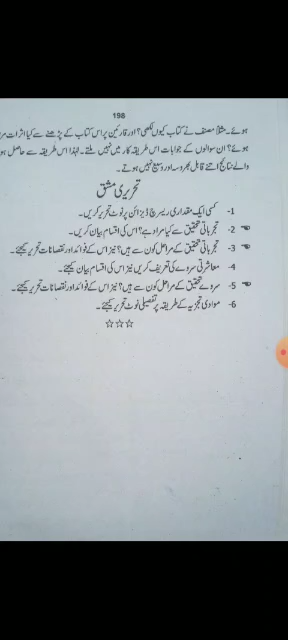 198
ہوئے۔ مثلاً مصنف نے کتاب کیوں لکھی؟ اور قارئین پر اس کتاب کے پڑھنے سے کیا اثرات
ہوئے؟ ان سوالوں کے جوابات اس طریقہ کار میں نہیں ملتے۔ لہٰذا اس طریقہ سے حاصل
والے نتائج اتنے قابل بھروسہ اور وسیع نہیں ہوتے۔
تحریری مشق
1- کسی ایک مقداری ریسرچ ڈیزائن پر نوٹ تحریر کریں۔
2- تجرباتی تحقیق سے کیا مراد ہے؟ اس کی اقسام بیان کریں۔
3- تجرباتی تحقیق کے مراحل کون سے ہیں؟ نیز اس کے فوائد اور نقصانات تحریر کیجئے۔
4- معاشرتی سروے کی تعریف کریں نیز اس کی اقسام بیان کیجئے۔
5- سروے تحقیق کے مراحل کون سے ہیں؟ نیز اس کے فوائد اور نقصانات تحریر کیجئے۔
6- موادی تجزیہ کے طریقہ پر تفصیلی نوٹ تحریر کیجئے۔
☆☆☆